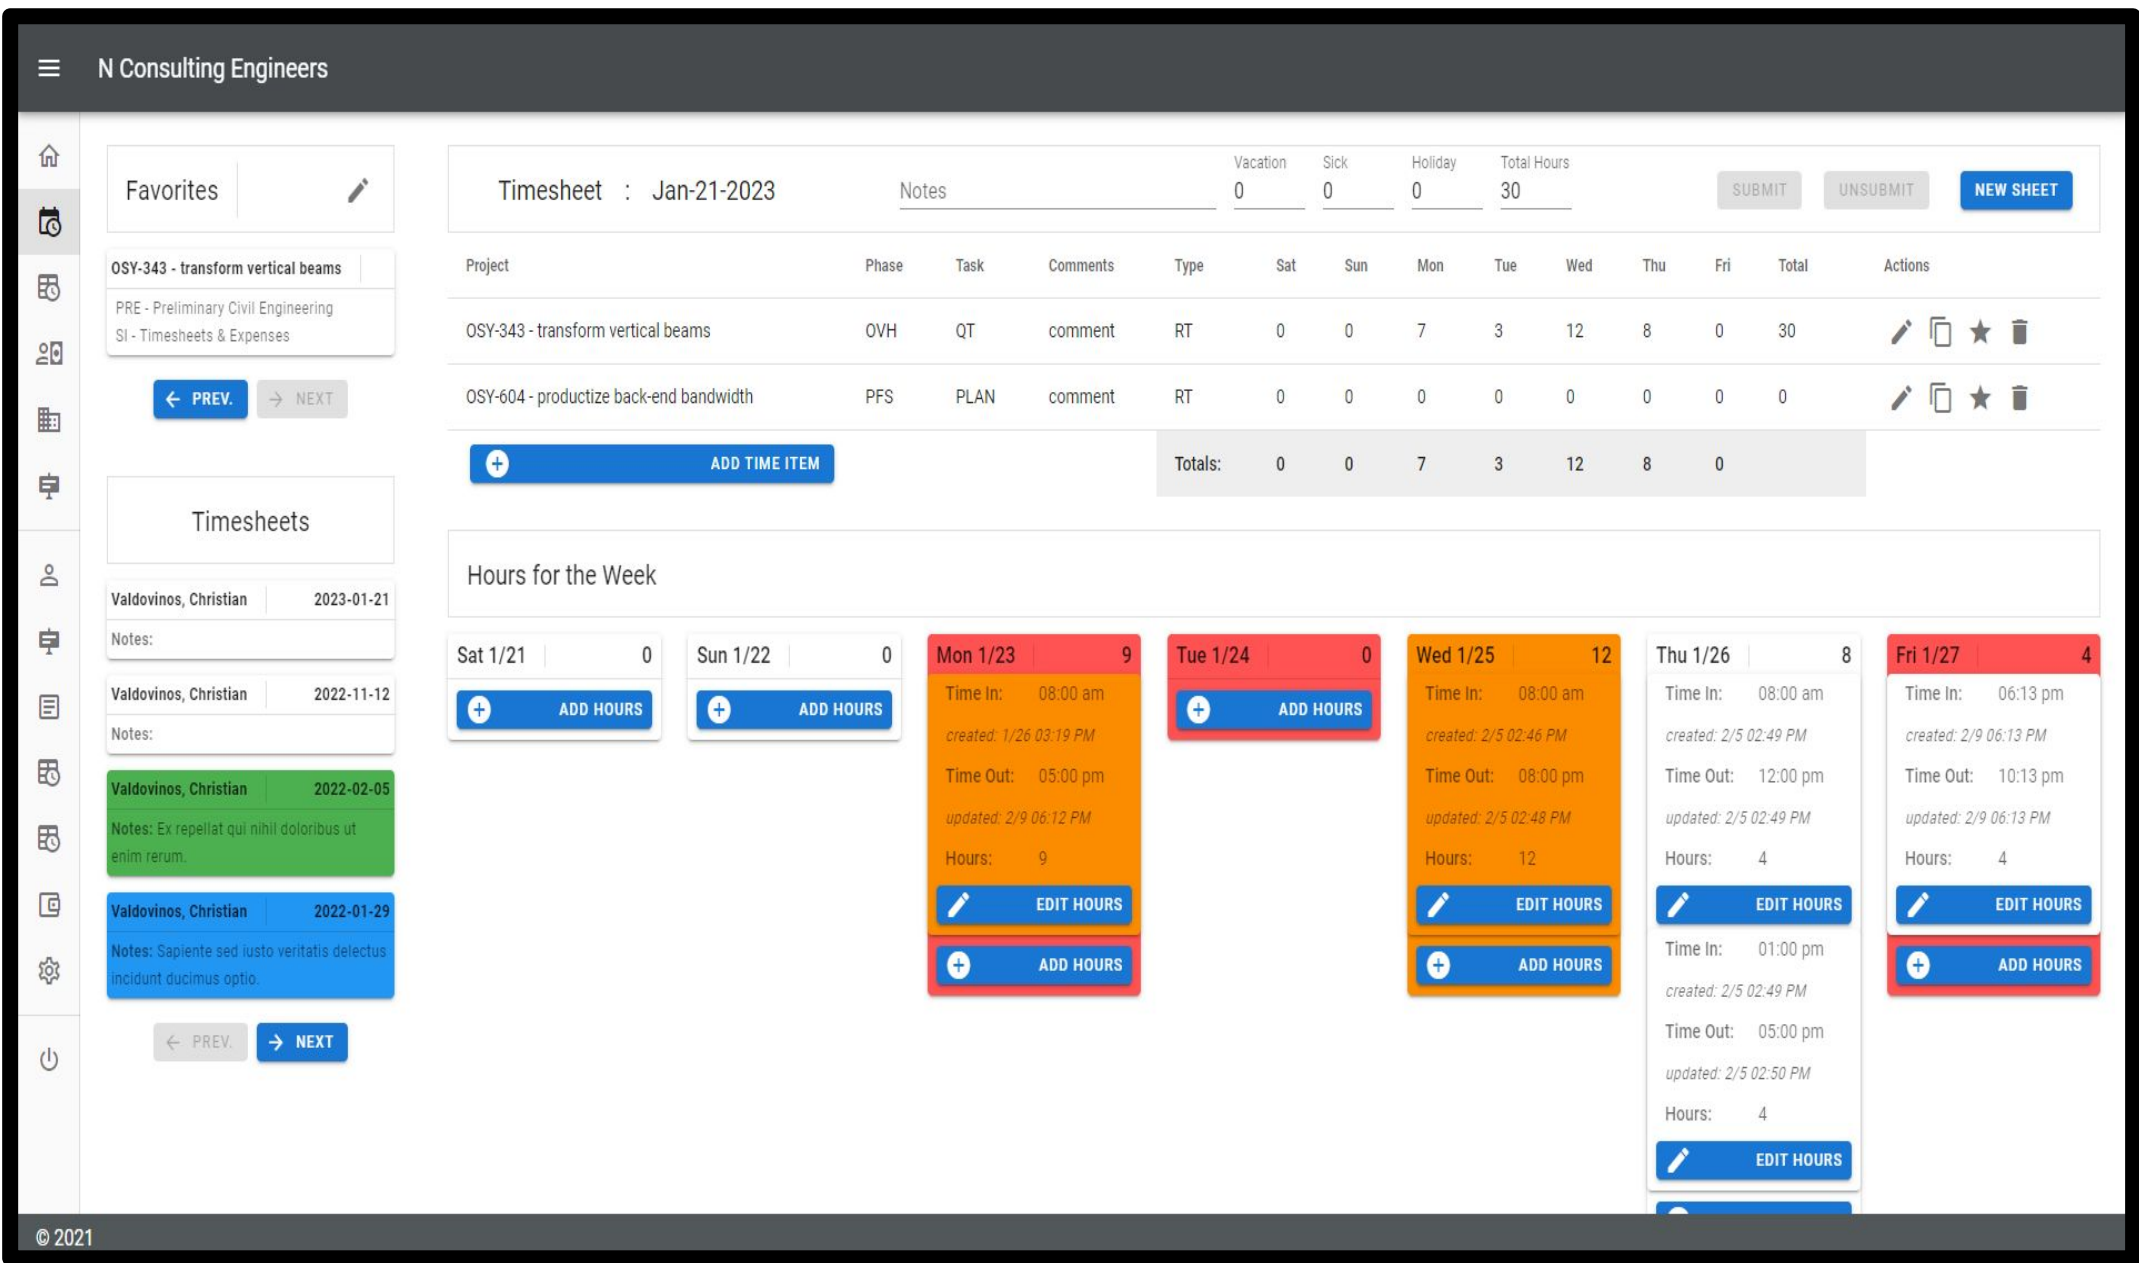 N Consulting Engineers
Favorites
OSY-343 - transform vertical beams
PRE - Preliminary Civil Engineering
SI - Timesheets & Expenses
PREV. NEXT
Timesheets
Valdovinos, Christian 2023-01-21
Notes:
Valdovinos, Christian 2022-11-12
Notes:
Valdovinos, Christian 2022-02-05
Notes: Ex repellat qui nihil doloribus ut
enim rerum.
Valdovinos, Christian 2022-01-29
Notes: Sapiente sed iusto veritatis delectus
incidunt ducimus optio.
PREV. NEXT
Timesheet : Jan-21-2023 Notes
Vacation Sick Holiday Total Hours
0 0 0 30
SUBMIT UNSUBMIT NEW SHEET
Project Phase Task Comments Type Sat Sun Mon Tue Wed Thu Fri Total Actions
OSY-343 - transform vertical beams OVH QT comment RT 0 0 7 3 12 8 0 30
OSY-604 - productize back-end bandwidth PFS PLAN comment RT 0 0 0 0 0 0 0 0
ADD TIME ITEM Totals: 0 0 7 3 12 8 0
Hours for the Week
Sat 1/21 0
ADD HOURS
Sun 1/22 0
ADD HOURS
Mon 1/23 9
Time In: 08:00 am
created: 1/26 03:19 PM
Time Out: 05:00 pm
updated: 2/9 06:12 PM
Hours: 9
EDIT HOURS
ADD HOURS
Tue 1/24 0
ADD HOURS
Wed 1/25 12
Time In: 08:00 am
created: 2/5 02:46 PM
Time Out: 08:00 pm
updated: 2/5 02:48 PM
Hours: 12
EDIT HOURS
ADD HOURS
Thu 1/26 8
Time In: 08:00 am
created: 2/5 02:49 PM
Time Out: 12:00 pm
updated: 2/5 02:49 PM
Hours: 4
EDIT HOURS
Time In: 01:00 pm
created: 2/5 02:49 PM
Time Out: 05:00 pm
updated: 2/5 02:50 PM
Hours: 4
EDIT HOURS
Fri 1/27 4
Time In: 06:13 pm
created: 2/9 06:13 PM
Time Out: 10:13 pm
updated: 2/9 06:13 PM
Hours: 4
EDIT HOURS
ADD HOURS
© 2021